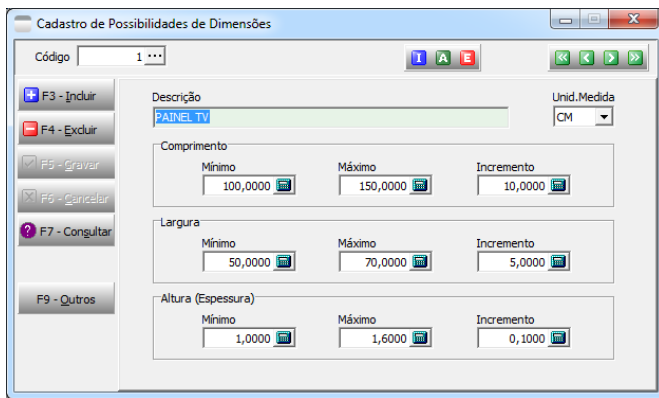 Cadastro de Possibilidades de Dimensões
Código 1 ...
I A E
F3 - Incluir
F4 - Excluir
F5 - Gravar
F6 - Cancelar
F7 - Consultar
F9 - Outros
Descrição Unid.Medida
PAINEL TV CM
Comprimento
Mínimo Máximo Incremento
100,0000 150,0000 10,0000
Largura
Mínimo Máximo Incremento
50,0000 70,0000 5,0000
Altura (Espessura)
Mínimo Máximo Incremento
1,0000 1,6000 0,1000